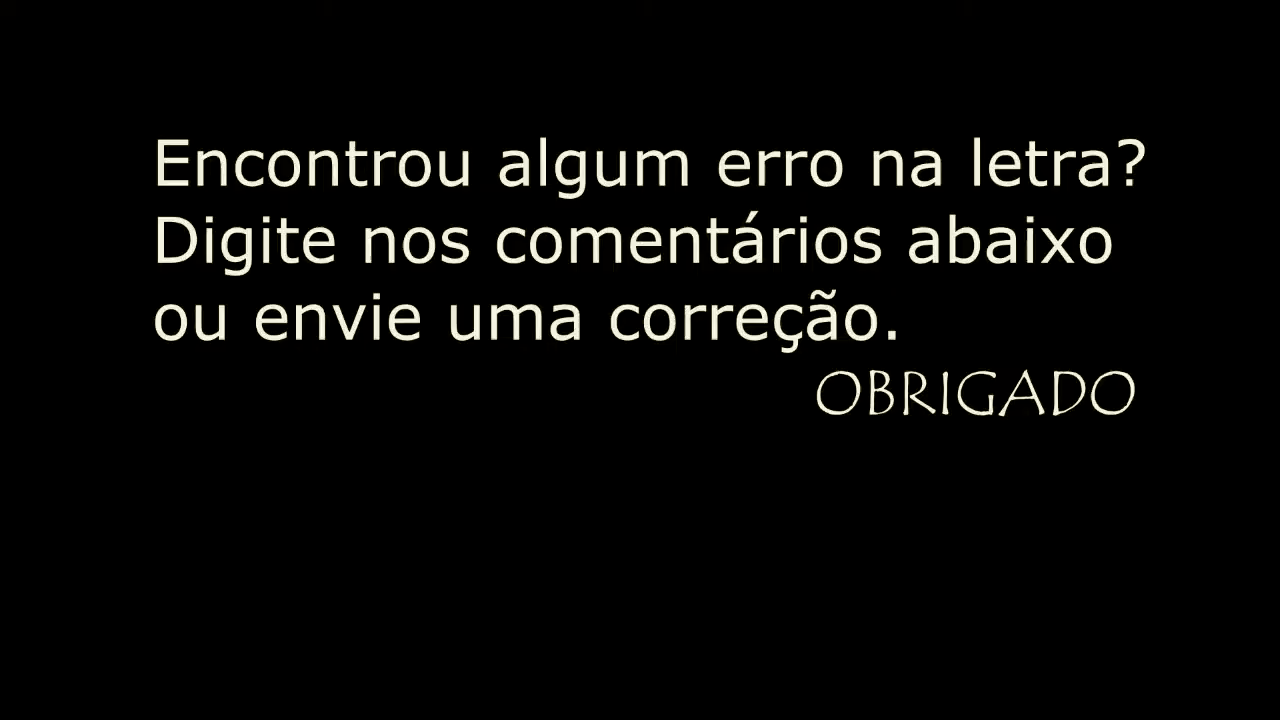 Encontrou algum erro na letra?
Digite nos comentários abaixo
ou envie uma correção.
OBRIGADO